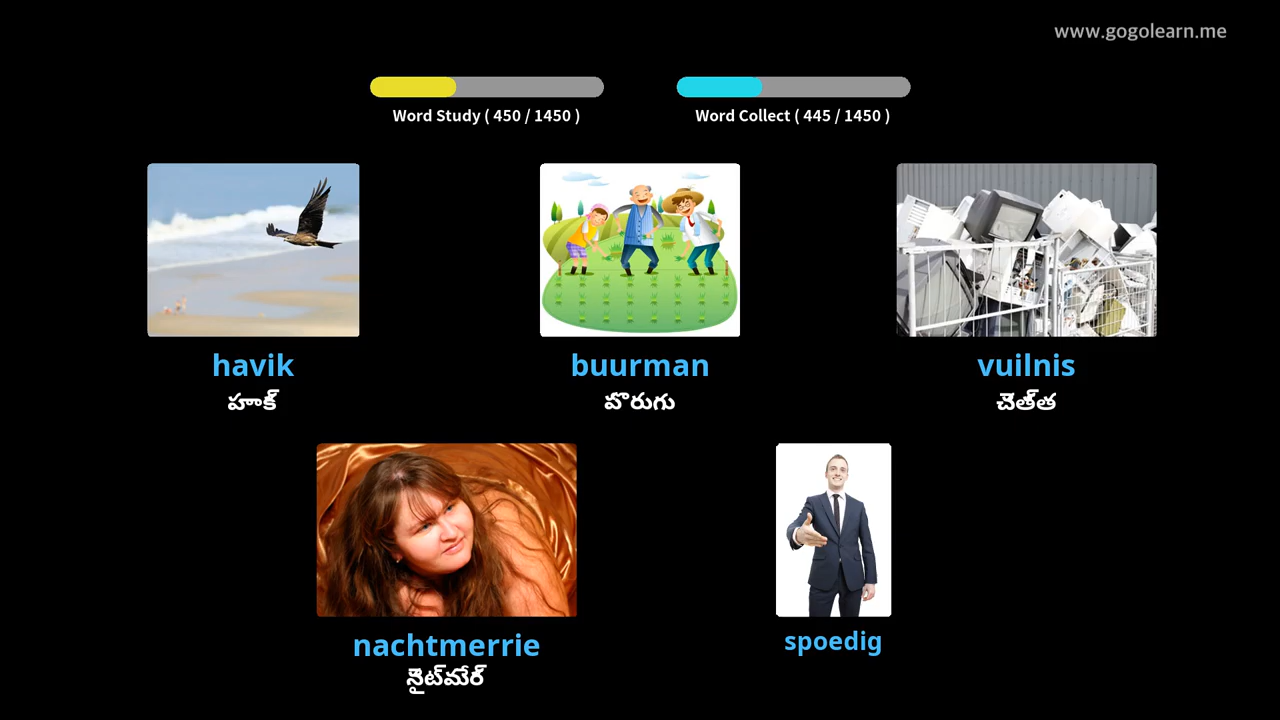 www.gogolearn.me
Word Study ( 450 / 1450 )
Word Collect ( 445 / 1450 )
havik
హాక్
buurman
పొరుగు
vuilnis
చెత్త
nachtmerrie
నైట్‌మేర్
spoedig